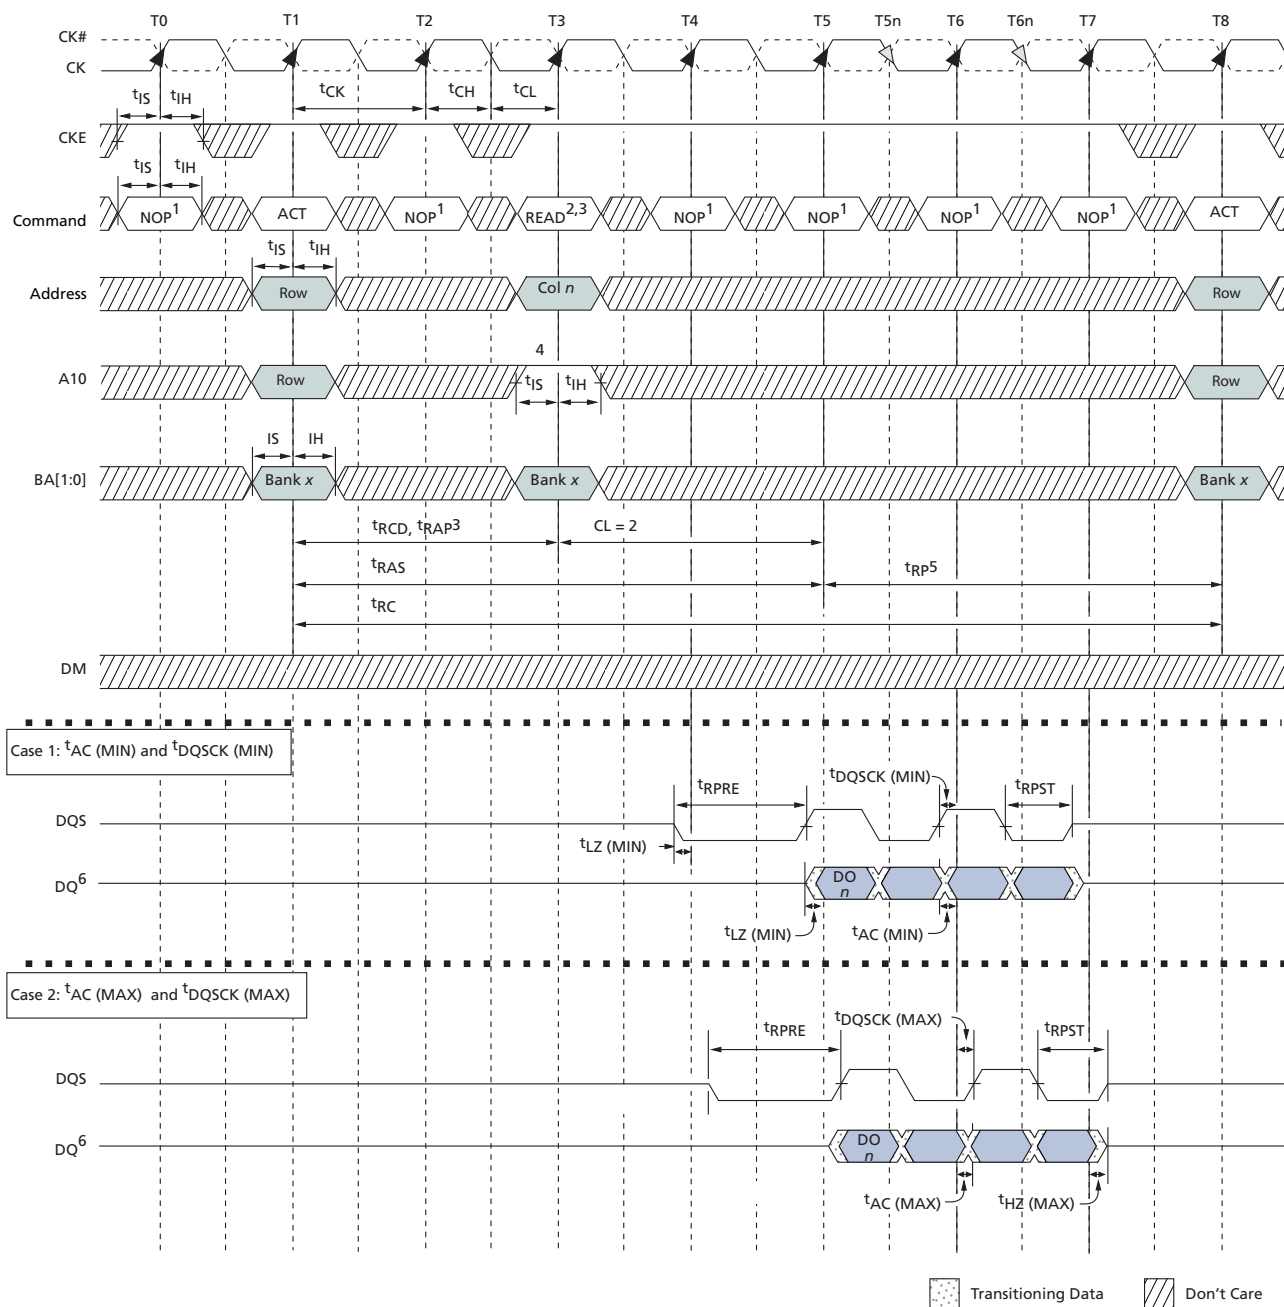 T0 T1 T2 T3 T4 T5 T5n T6 T6n T7 T8
CK#
CK
tCK tCH tCL
tIS tIH
CKE
tIS tIH
Command NOP1 ACT NOP1 READ2,3 NOP1 NOP1 NOP1 NOP1 ACT
tIS tIH
Address Row Col n Row
4
A10 Row tIS tIH Row
IS IH
BA[1:0] Bank x Bank x Bank x
tRCD, tRAP3 CL = 2
tRAS tRP5
tRC
DM
Case 1: tAC (MIN) and tDQSCK (MIN)
tRPRE tDQSCK (MIN) tRPST
DQS
tLZ (MIN)
DQ6 DO
n
tLZ (MIN) tAC (MIN)
Case 2: tAC (MAX) and tDQSCK (MAX)
tRPRE tDQSCK (MAX) tRPST
DQS
DQ6 DO
n
tAC (MAX) tHZ (MAX)
Transitioning Data Don't Care